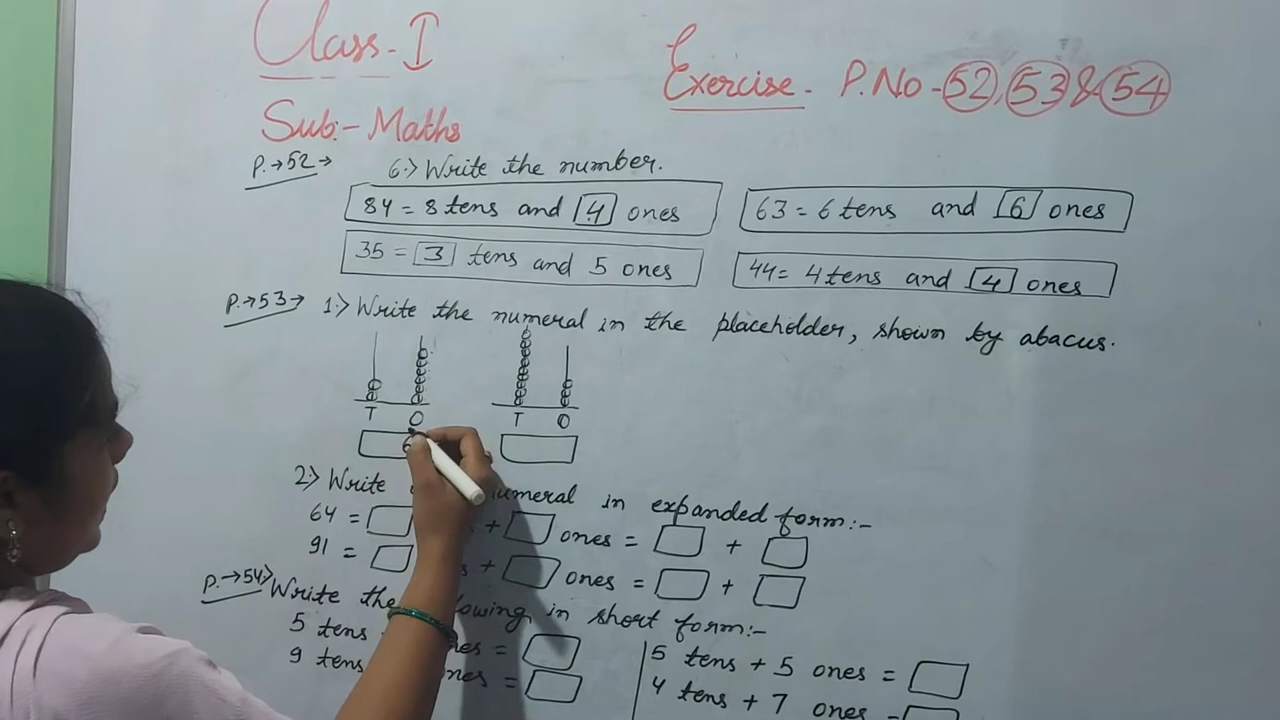 Class-I
Exercise - P.No-52,53&54
Sub:-Maths
P.→52→ 6.> Write the number.
84 = 8 tens and 4 ones
63 = 6 tens and 6 ones
35 = 3 tens and 5 ones
44 = 4 tens and 4 ones
P.→53→ 1.> Write the numeral in the placeholder, shown by abacus.
T O T O
2.> Write numeral in expanded form:-
64 = + ones = +
91 = + ones = +
P.→54.> Write the following in short form:-
5 tens =
9 tens =
5 tens + 5 ones =
4 tens + 7 ones =